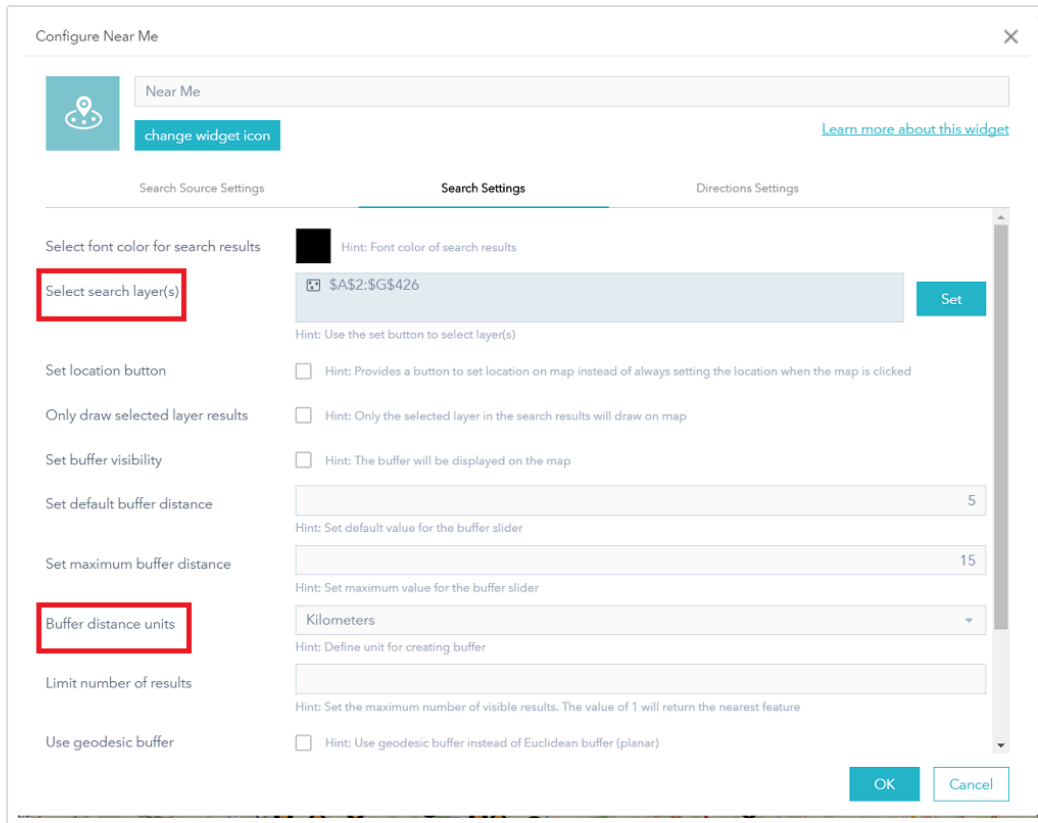 Configure Near Me
Near Me
change widget icon
Learn more about this widget
Search Source Settings
Search Settings
Directions Settings
Select font color for search results
Hint: Font color of search results
Select search layer(s)
$A$2:$G$426
Set
Hint: Use the set button to select layer(s)
Set location button
Hint: Provides a button to set location on map instead of always setting the location when the map is clicked
Only draw selected layer results
Hint: Only the selected layer in the search results will draw on map
Set buffer visibility
Hint: The buffer will be displayed on the map
Set default buffer distance
5
Hint: Set default value for the buffer slider
Set maximum buffer distance
15
Hint: Set maximum value for the buffer slider
Buffer distance units
Kilometers
Hint: Define unit for creating buffer
Limit number of results
Hint: Set the maximum number of visible results. The value of 1 will return the nearest feature
Use geodesic buffer
Hint: Use geodesic buffer instead of Euclidean buffer (planar)
OK
Cancel